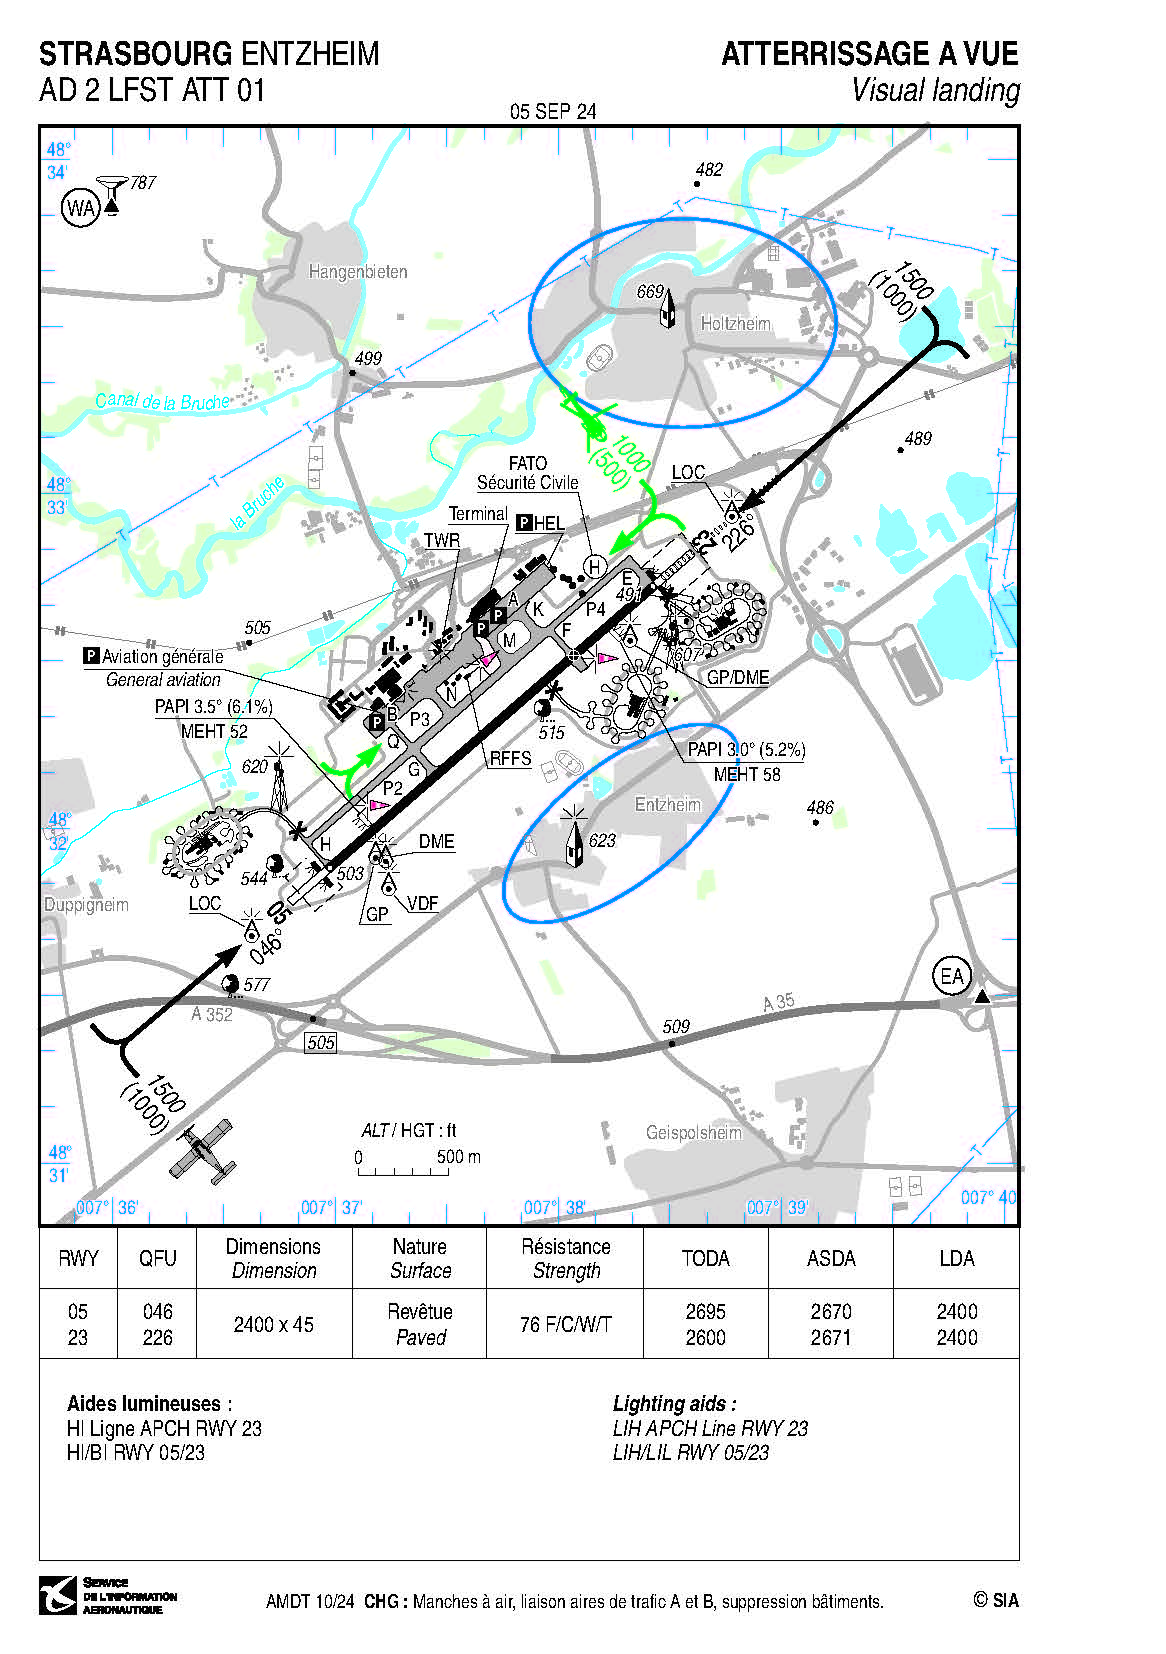 STRASBOURG ENTZHEIM
AD 2 LFST ATT 01
ATTERRISSAGE A VUE
Visual landing
05 SEP 24
48°
34'
WA
787
482
Hangenbieten
669
Holtzheim
1500
(1000)
499
Canal de la Bruche
489
1000
(500)
48°
33'
la Bruche
FATO
Sécurité Civile
LOC
Terminal
P HEL
TWR
23
226°
H
E
491
A
K
P4
F
P
P
M
505
607
P Aviation générale
General aviation
GP/DME
N
B
P3
P
PAPI 3.5° (6.1%)
MEHT 52
Q
515
PAPI 3.0° (5.2%)
MEHT 58
RFFS
620
G
P2
Entzheim
486
48°
32'
H
DME
623
544
503
Duppigheim
LOC
05
GP
VDF
046°
577
EA
A 352
A 35
505
509
1500
(1000)
ALT / HGT : ft
0 500 m
Geispolsheim
48°
31'
007° 36'
007° 37'
007° 38'
007° 39'
007° 40
T T T T T T T T T T
RWY QFU Dimensions Nature Résistance TODA ASDA LDA
Dimension Surface Strength
05 046 2400 x 45 Revêtue 76 F/C/W/T 2695 2670 2400
23 226 Paved 2600 2671 2400
Aides lumineuses :
HI Ligne APCH RWY 23
HI/BI RWY 05/23
Lighting aids :
LIH APCH Line RWY 23
LIH/LIL RWY 05/23
SERVICE
DE L'INFORMATION
AERONAUTIQUE
AMDT 10/24 CHG : Manches à air, liaison aires de trafic A et B, suppression bâtiments.
© SIA